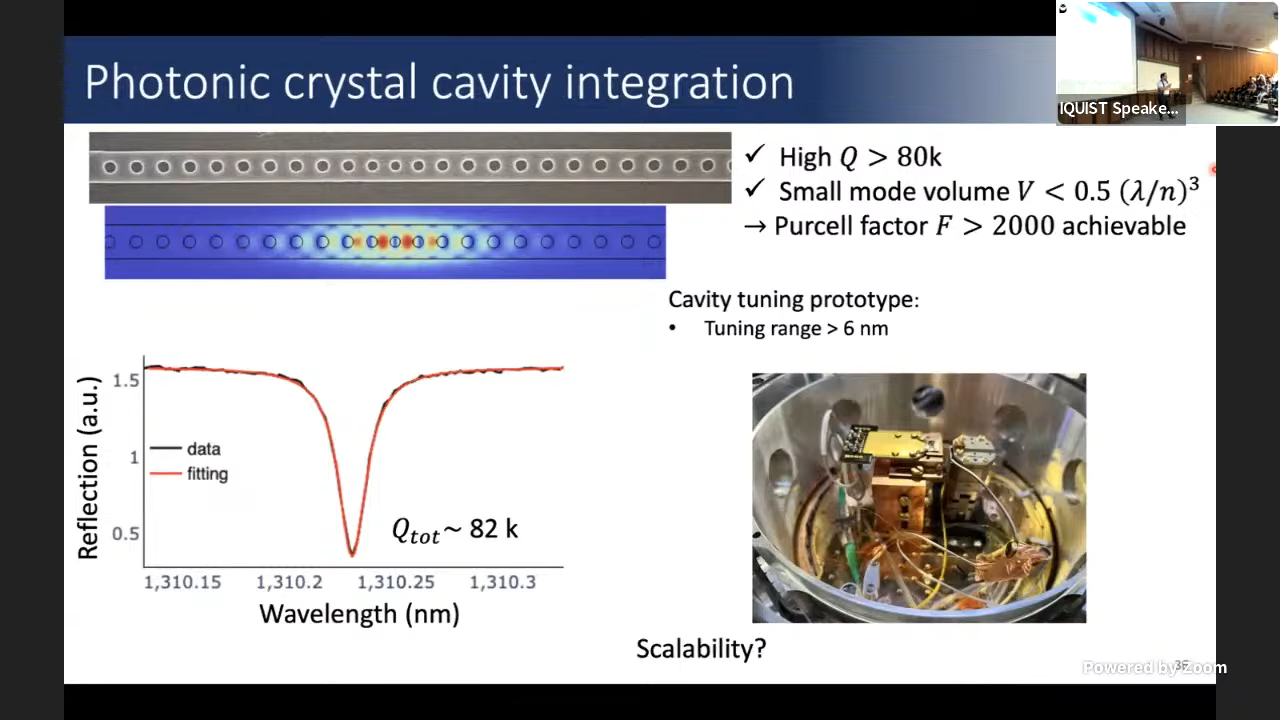 Photonic crystal cavity integration
IQUIST Speake...
✓ High Q > 80k
✓ Small mode volume V < 0.5 (λ/n)³
→ Purcell factor F > 2000 achievable
Cavity tuning prototype:
• Tuning range > 6 nm
Reflection (a.u.)
1.5
1
0.5
data
fitting
Q_tot~ 82 k
1,310.15 1,310.2 1,310.25 1,310.3
Wavelength (nm)
Scalability?
Powered by Zoom